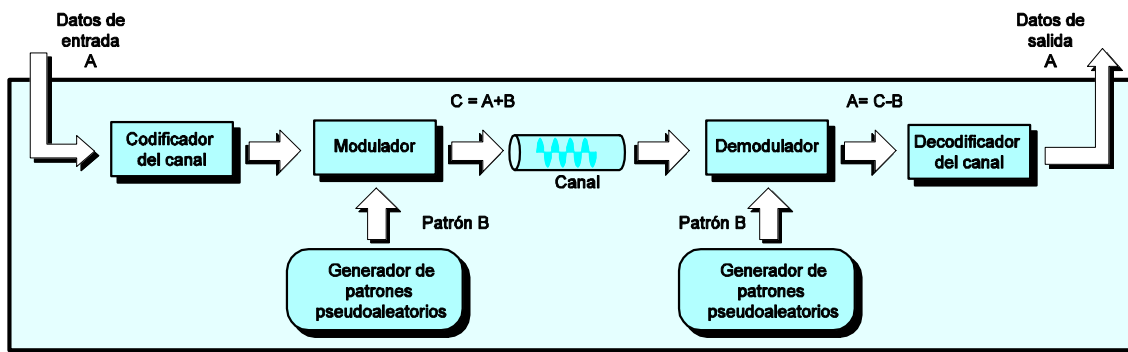 Datos de
entrada
A
Datos de
salida
A
C = A+B
A= C-B
Codificador
del canal
Modulador
Canal
Demodulador
Decodificador
del canal
Patrón B
Patrón B
Generador de
patrones
pseudoaleatorios
Generador de
patrones
pseudoaleatorios